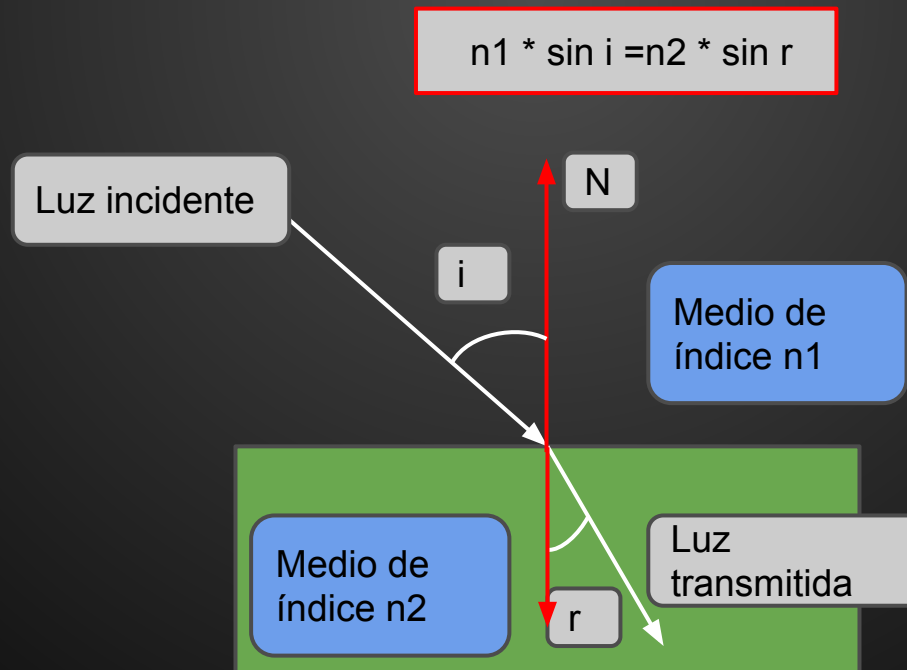 n1 * sin i =n2 * sin r
N
Luz incidente
i
Medio de
índice n1
Medio de
índice n2
Luz
transmitida
r